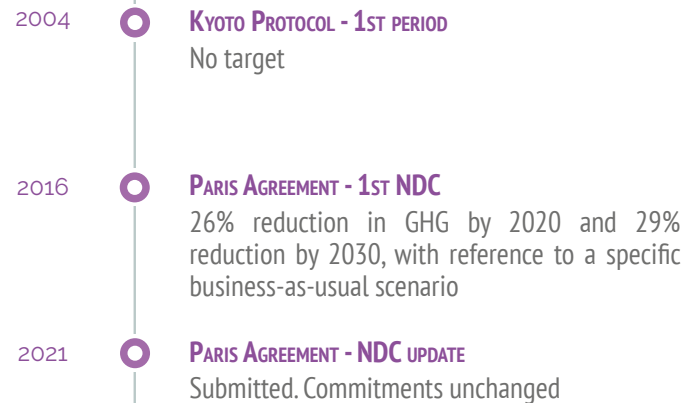 2004
Kyoto Protocol - 1st period
No target
2016
Paris Agreement - 1st NDC
26% reduction in GHG by 2020 and 29%
reduction by 2030, with reference to a specific
business-as-usual scenario
2021
Paris Agreement - NDC update
Submitted. Commitments unchanged